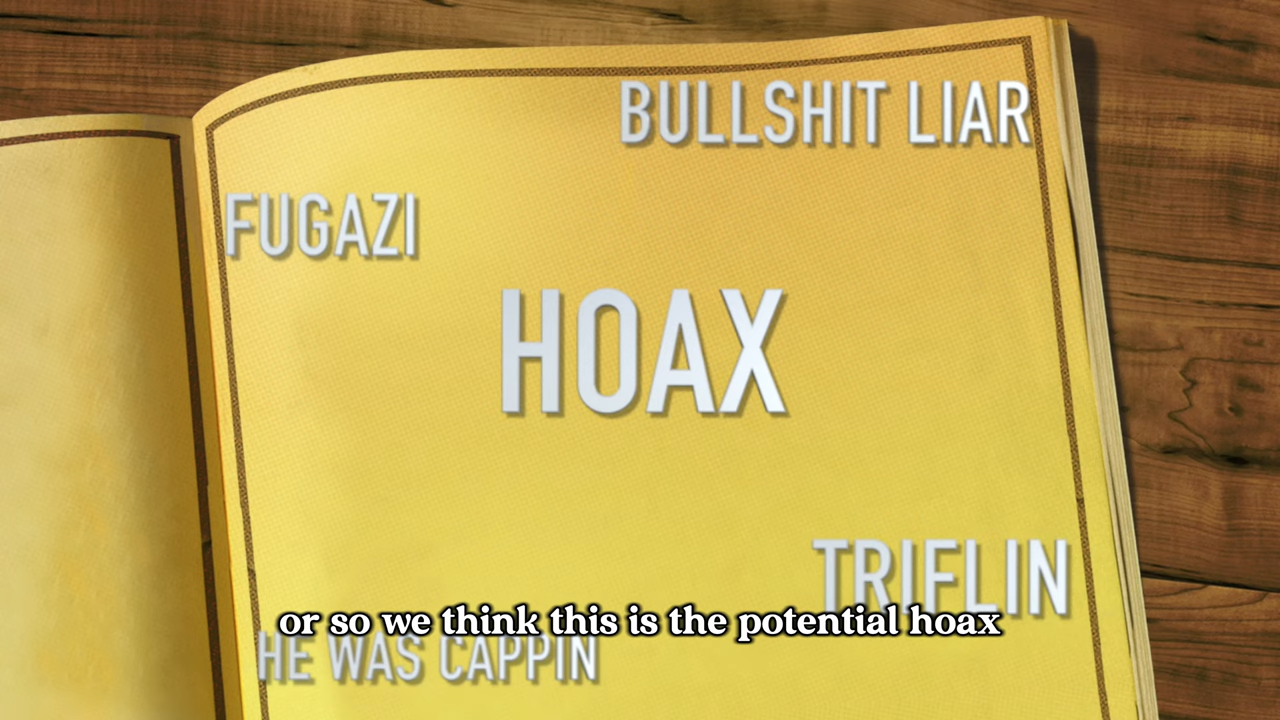 BULLSHIT LIAR
FUGAZI
HOAX
TRIFLIN
or so we think this is the potential hoax
HE WAS CAPPIN